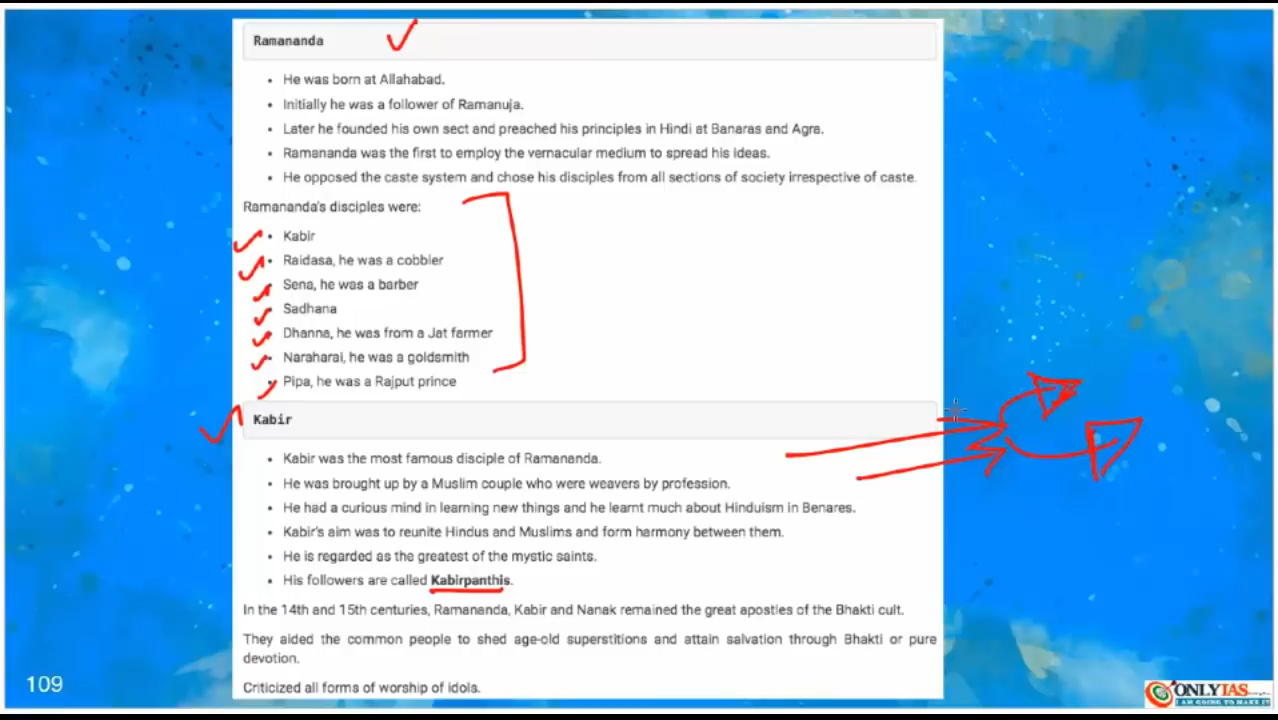 Ramananda
• He was born at Allahabad.
• Initially he was a follower of Ramanuja.
• Later he founded his own sect and preached his principles in Hindi at Banaras and Agra.
• Ramananda was the first to employ the vernacular medium to spread his ideas.
• He opposed the caste system and chose his disciples from all sections of society irrespective of caste.
Ramananda's disciples were:
• Kabir
• Raidasa, he was a cobbler
• Sena, he was a barber
• Sadhana
• Dhanna, he was from a Jat farmer
• Naraharai, he was a goldsmith
• Pipa, he was a Rajput prince
Kabir
• Kabir was the most famous disciple of Ramananda.
• He was brought up by a Muslim couple who were weavers by profession.
• He had a curious mind in learning new things and he learnt much about Hinduism in Benares.
• Kabir's aim was to reunite Hindus and Muslims and form harmony between them.
• He is regarded as the greatest of the mystic saints.
• His followers are called Kabirpanthis.
In the 14th and 15th centuries, Ramananda, Kabir and Nanak remained the great apostles of the Bhakti cult.
They aided the common people to shed age-old superstitions and attain salvation through Bhakti or pure
devotion.
Criticized all forms of worship of idols.
109
ONLYIAS
I AM GOING TO MAKE IT